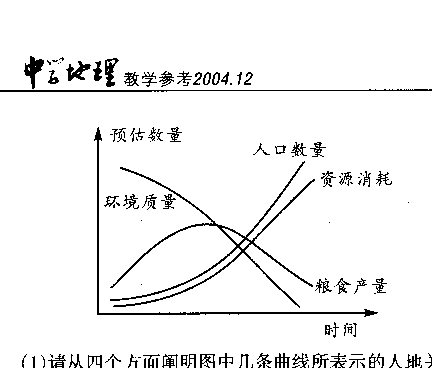 中学地理 教学参考2004.12
预估数量
人口数量
资源消耗
环境质量
粮食产量
时间
(1)请从四个方面阐明图中几条曲线所表示的人地关